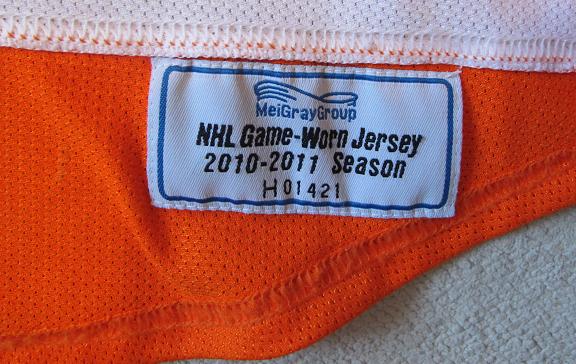 MeiGrayGroup
NHL Game-Worn Jersey
2010-2011 Season
H01421